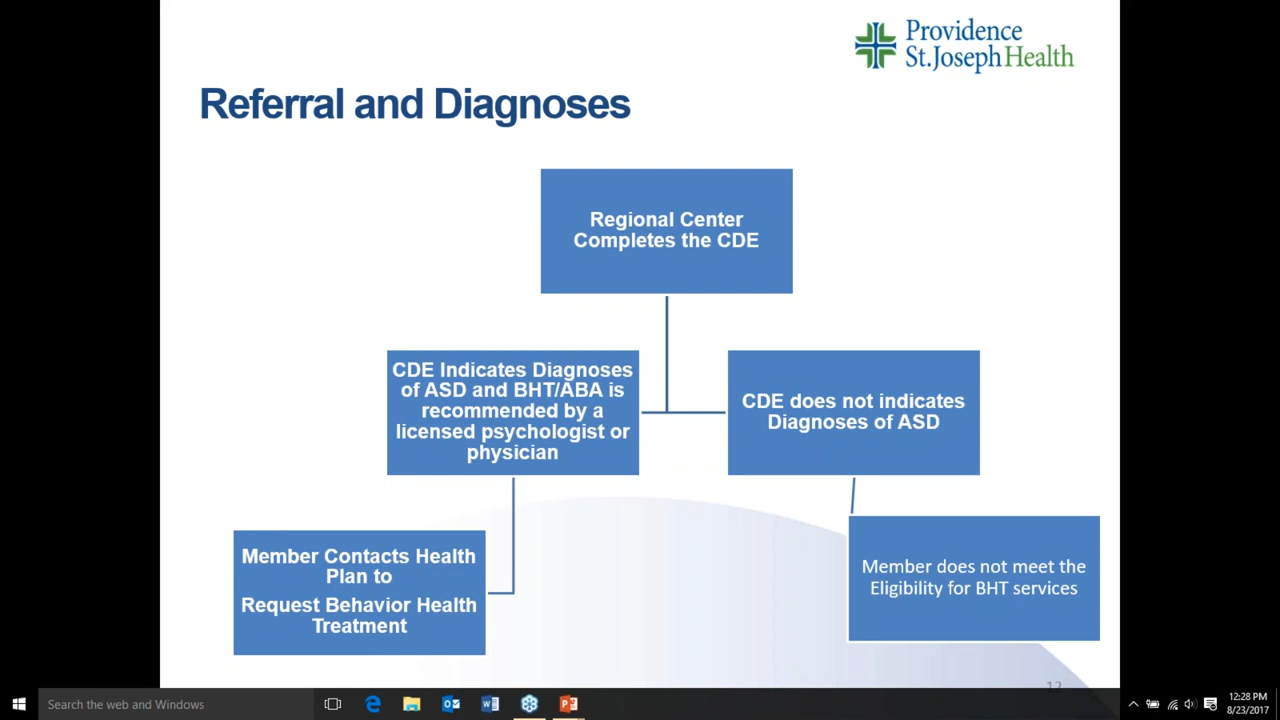 Providence
St.Joseph Health
Referral and Diagnoses
Regional Center
Completes the CDE
CDE Indicates Diagnoses
of ASD and BHT/ABA is
recommended by a
licensed psychologist or
physician
CDE does not indicates
Diagnoses of ASD
Member Contacts Health
Plan to
Request Behavior Health
Treatment
Member does not meet the
Eligibility for BHT services
12
Search the web and Windows
12:28 PM
8/23/2017